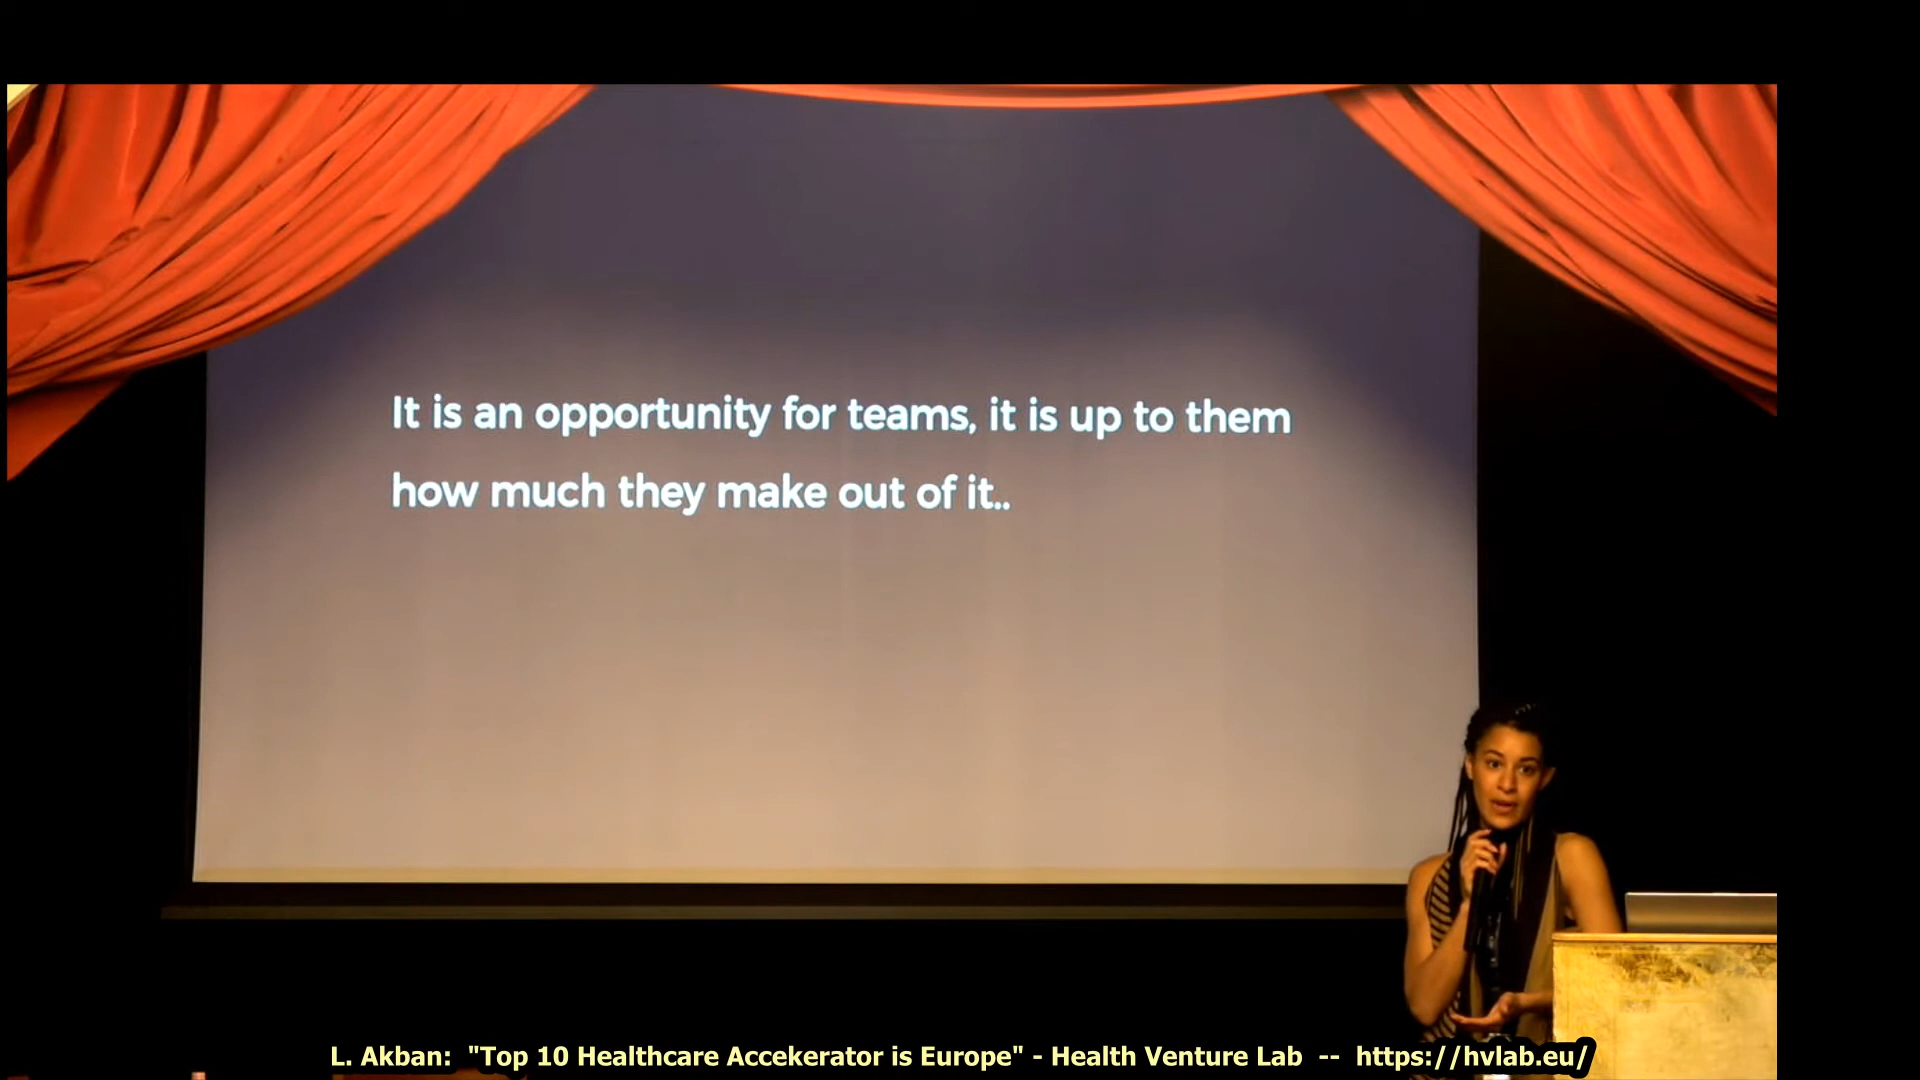 It is an opportunity for teams, it is up to them
how much they make out of it..
L. Akban: "Top 10 Healthcare Accekerator is Europe" - Health Venture Lab -- https://hvlab.eu/